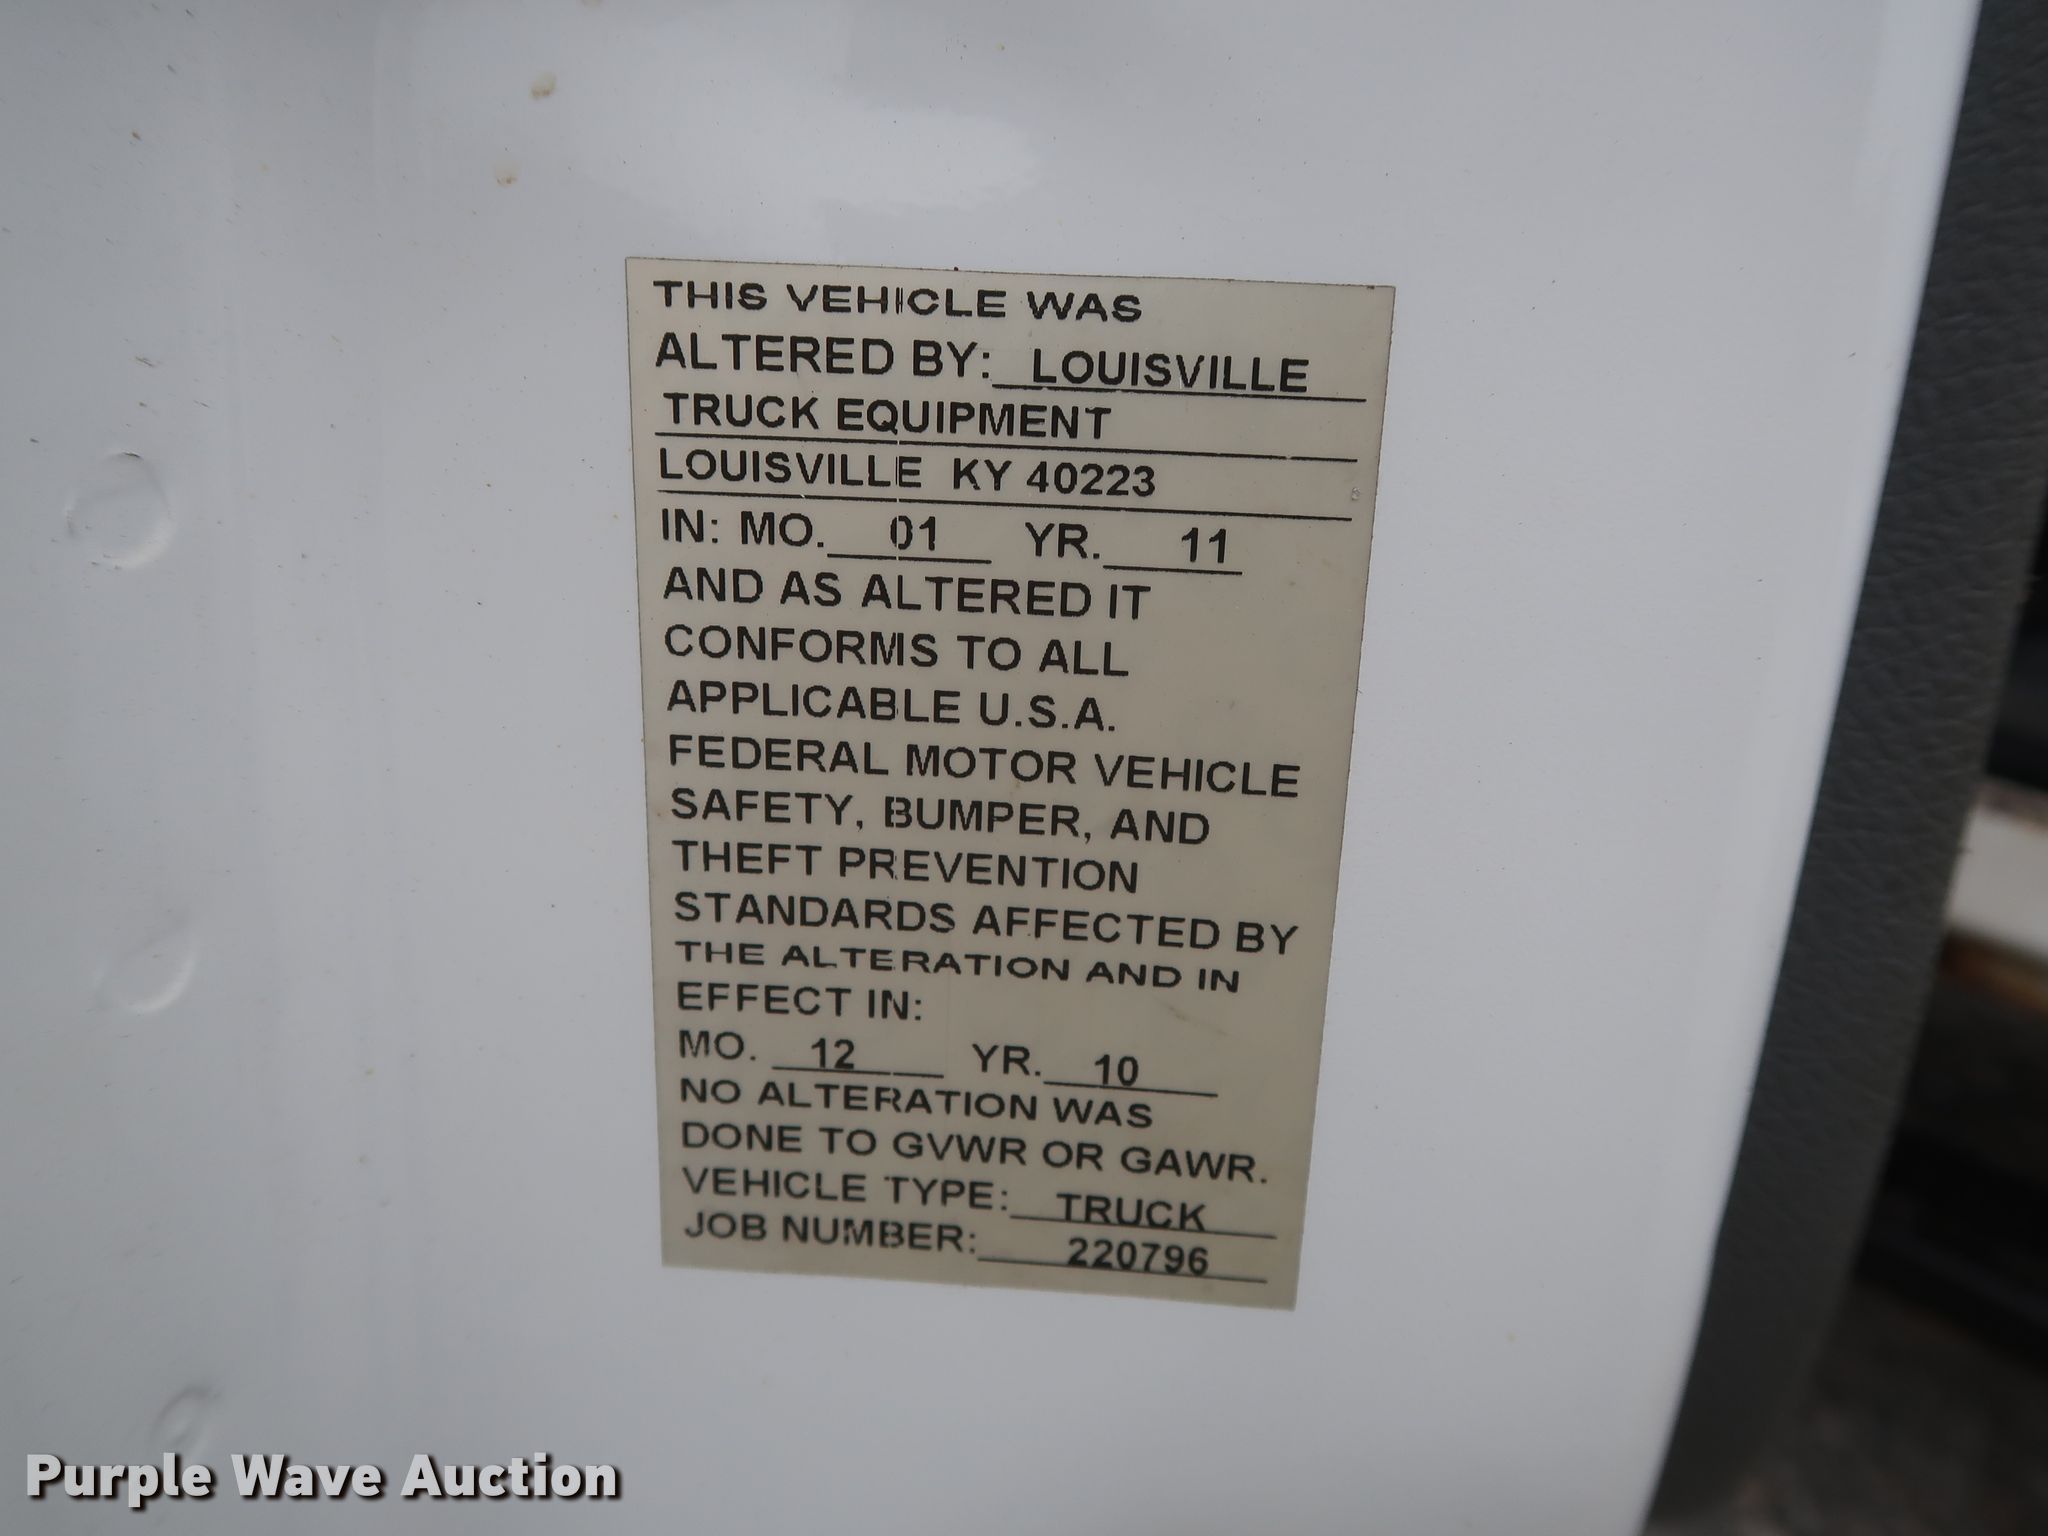 THIS VEHICLE WAS
ALTERED BY: LOUISVILLE
TRUCK EQUIPMENT
LOUISVILLE KY 40223
IN: MO. 01 YR. 11
AND AS ALTERED IT
CONFORMS TO ALL
APPLICABLE U.S.A.
FEDERAL MOTOR VEHICLE
SAFETY, BUMPER, AND
THEFT PREVENTION
STANDARDS AFFECTED BY
THE ALTERATION AND IN
EFFECT IN:
MO. 12 YR. 10
NO ALTERATION WAS
DONE TO GVWR OR GAWR.
VEHICLE TYPE: TRUCK
JOB NUMBER: 220796
Purple Wave Auction